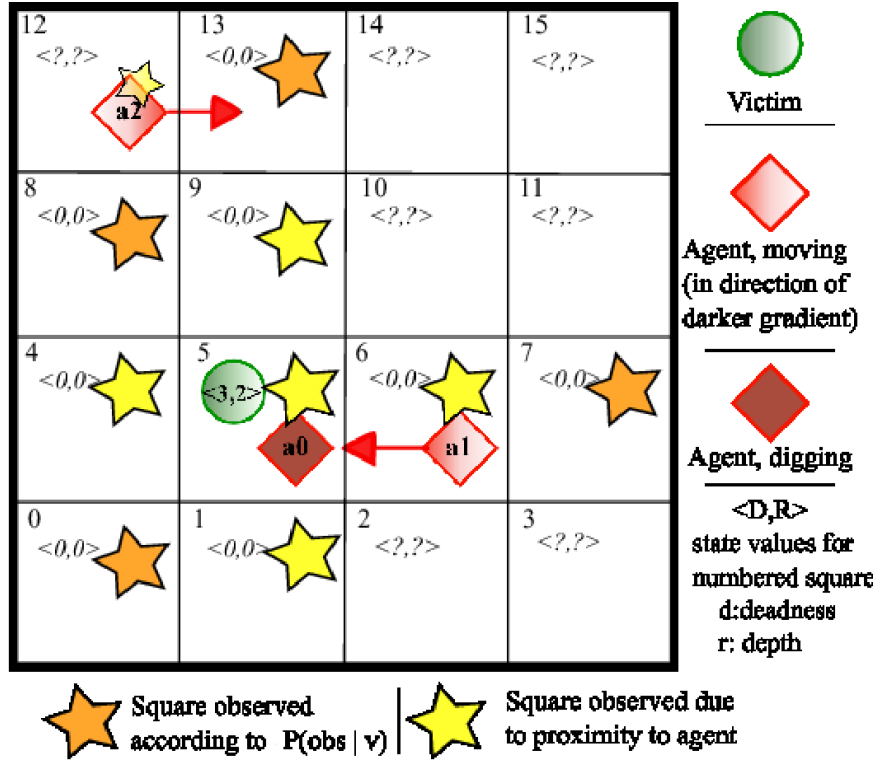 12 13 14 15
<?,?> <0,0> <?,?> <?,?>
a2
8 9 10 11
<0,0> <0,0> <?,?> <?,?>
4 5 6 7
<0,0> <3,2> <0,0> <0,0>
a0 a1
0 1 2 3
<0,0> <0,0> <?,?> <?,?>
Victim
Agent, moving
(in direction of
darker gradient)
Agent, digging
<D,R>
state values for
numbered square
d:deadness
r: depth
Square observed
according to P(obs | v)
Square observed due
to proximity to agent